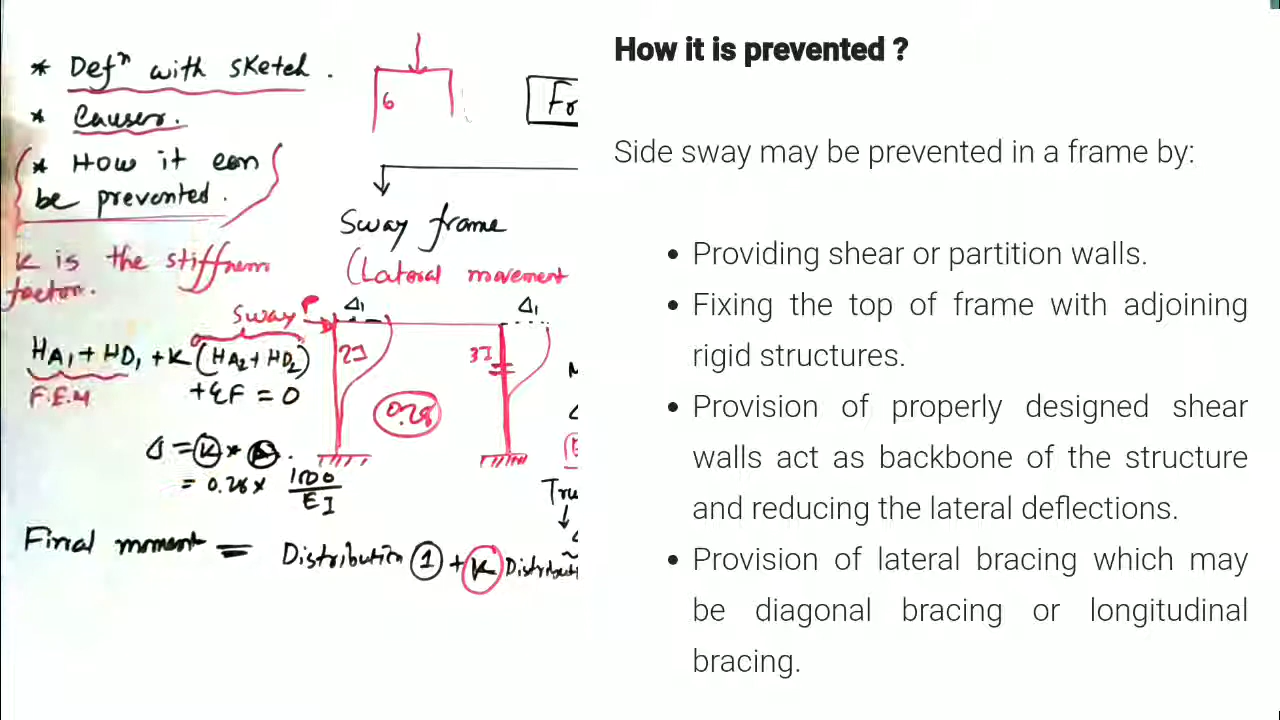 * Defⁿ with sketch.
* Causes.
* How it can
be prevented.
K is the stiffness
factor.
6
Fr
Sway frame
(Lateral movement
Sway P Δ₁ Δ₁
HA₁ + HD₁ + K (HA₂ + HD₂)
F.E.M
+ΣF = 0
2I
3I
0.28
Δ = K *
= 0.28 × 1100/EI
Tru
Final moment = Distribution 1 + K Distributi
How it is prevented ?
Side sway may be prevented in a frame by:
• Providing shear or partition walls.
• Fixing the top of frame with adjoining
rigid structures.
• Provision of properly designed shear
walls act as backbone of the structure
and reducing the lateral deflections.
• Provision of lateral bracing which may
be diagonal bracing or longitudinal
bracing.